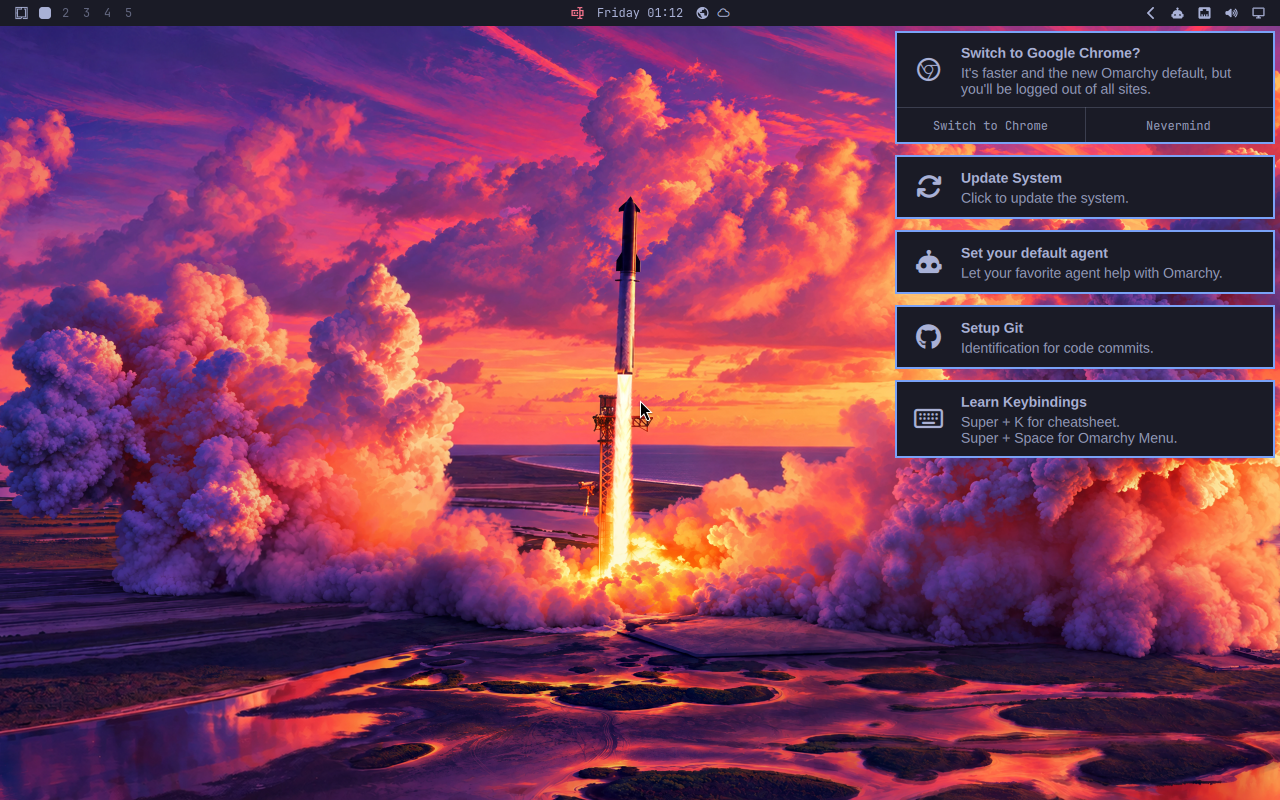 2 3 4 5
Friday 01:12
Switch to Google Chrome?
It's faster and the new Omarchy default, but
you'll be logged out of all sites.
Switch to Chrome
Nevermind
Update System
Click to update the system.
Set your default agent
Let your favorite agent help with Omarchy.
Setup Git
Identification for code commits.
Learn Keybindings
Super + K for cheatsheet.
Super + Space for Omarchy Menu.